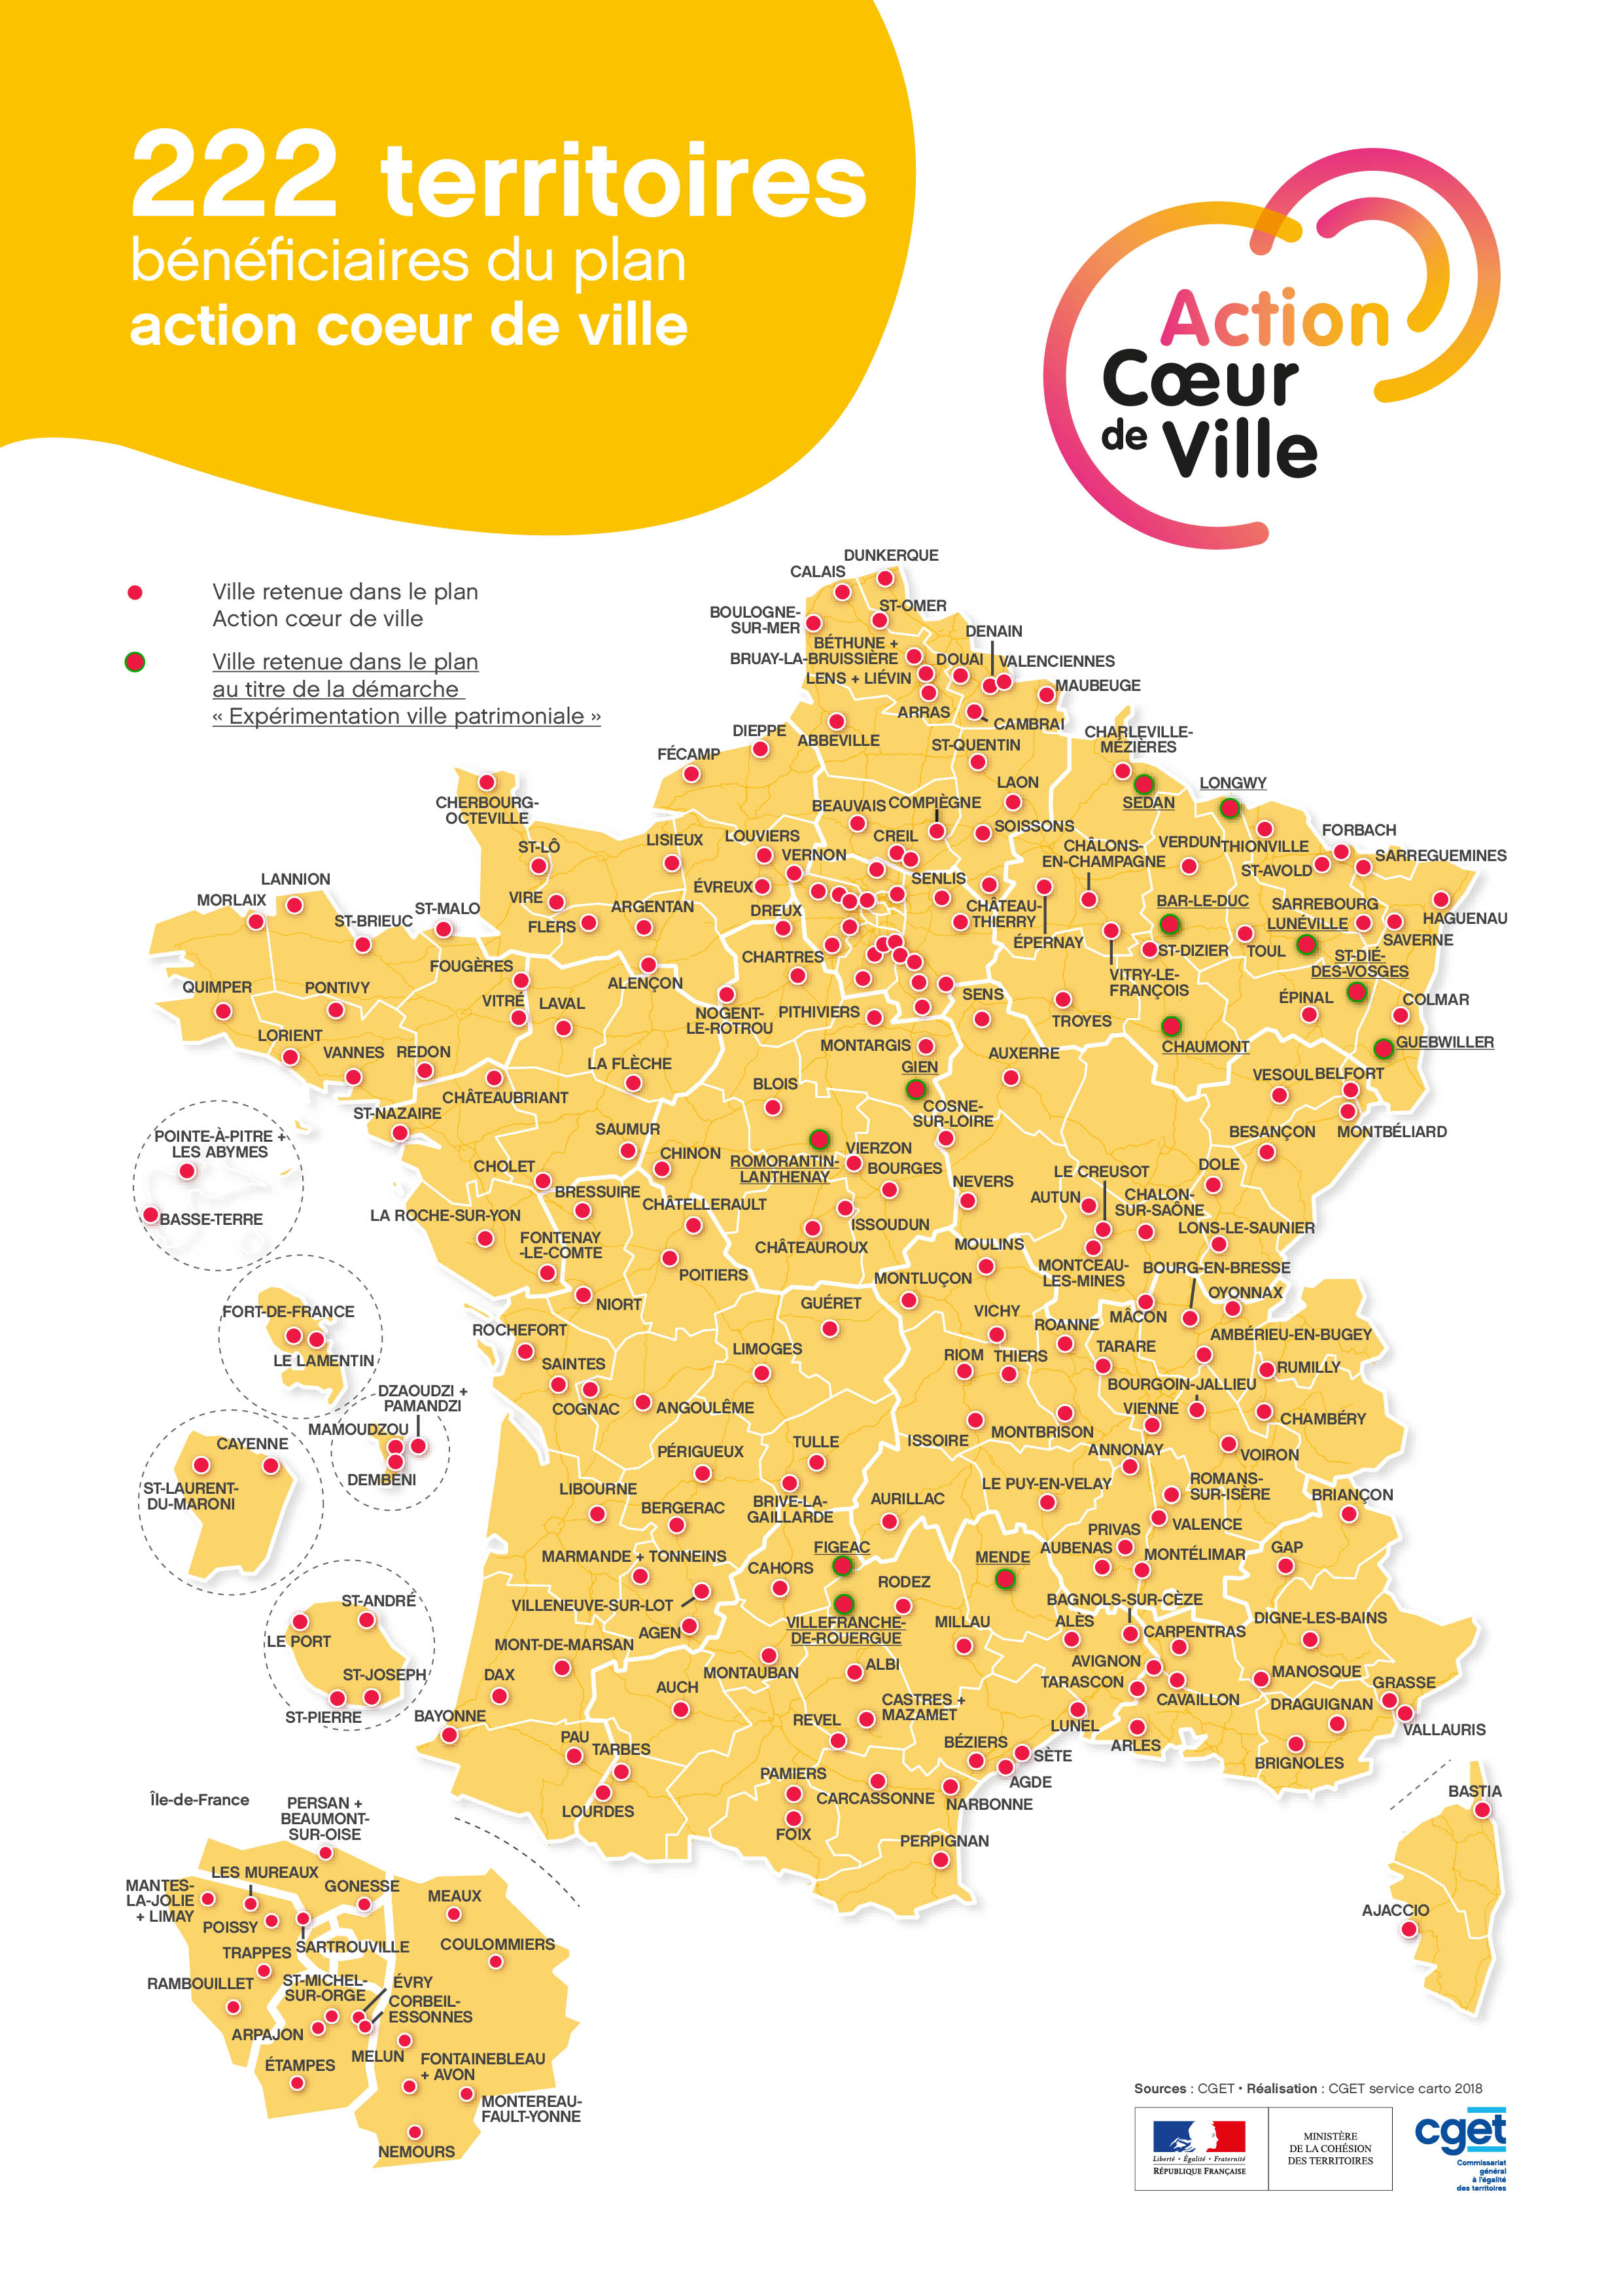 222 territoires
bénéficiaires du plan
action coeur de ville
Action
Cœur
de Ville
Ville retenue dans le plan
Action cœur de ville
Ville retenue dans le plan
au titre de la démarche
« Expérimentation ville patrimoniale »
DUNKERQUE
CALAIS
ST-OMER
BOULOGNE-
SUR-MER
DENAIN
BÉTHUNE +
BRUAY-LA-BRUISSIÈRE
DOUAI
VALENCIENNES
LENS + LIÉVIN
MAUBEUGE
ARRAS
CAMBRAI
DIEPPE
ABBEVILLE
ST-QUENTIN
CHARLEVILLE-
MÉZIÈRES
FÉCAMP
LAON
LONGWY
CHERBOURG-
OCTEVILLE
BEAUVAIS
COMPIÈGNE
SEDAN
SOISSONS
FORBACH
LISIEUX
LOUVIERS
CREIL
CHÂLONS-
EN-CHAMPAGNE
VERDUN
THIONVILLE
SARREGUEMINES
ST-LÔ
VERNON
ST-AVOLD
LANNION
ÉVREUX
SENLIS
MORLAIX
VIRE
ARGENTAN
DREUX
CHÂTEAU-
THIERRY
BAR-LE-DUC
SARREBOURG
ST-BRIEUC
ST-MALO
FLERS
LUNÉVILLE
HAGUENAU
ÉPERNAY
SAVERNE
CHARTRES
ST-DIZIER
TOUL
ST-DIÉ-
DES-VOSGES
FOUGÈRES
ALENÇON
VITRY-LE-
FRANÇOIS
QUIMPER
PONTIVY
VITRÉ
LAVAL
SENS
ÉPINAL
COLMAR
NOGENT-
LE-ROTROU
PITHIVIERS
TROYES
LORIENT
MONTARGIS
CHAUMONT
GUEBWILLER
VANNES
REDON
LA FLÈCHE
GIEN
AUXERRE
BLOIS
VESOUL
BELFORT
CHÂTEAUBRIANT
COSNE-
SUR-LOIRE
ST-NAZAIRE
SAUMUR
BESANÇON
MONTBÉLIARD
POINTE-À-PITRE +
LES ABYMES
CHINON
ROMORANTIN-
LANTHENAY
VIERZON
CHOLET
BOURGES
LE CREUSOT
DOLE
BRESSUIRE
NEVERS
AUTUN
CHALON-
SUR-SAÔNE
BASSE-TERRE
LA ROCHE-SUR-YON
CHÂTELLERAULT
ISSOUDUN
LONS-LE-SAUNIER
FONTENAY
-LE-COMTE
CHÂTEAUROUX
MOULINS
POITIERS
MONTLUÇON
MONTCEAU-
LES-MINES
BOURG-EN-BRESSE
NIORT
GUÉRET
OYONNAX
FORT-DE-FRANCE
VICHY
MÂCON
ROCHEFORT
ROANNE
AMBÉRIEU-EN-BUGEY
LE LAMENTIN
SAINTES
LIMOGES
RIOM
THIERS
TARARE
RUMILLY
DZAOUDZI +
PAMANDZI
COGNAC
ANGOULÊME
BOURGOIN-JALLIEU
VIENNE
CHAMBÉRY
MAMOUDZOU
ISSOIRE
MONTBRISON
CAYENNE
PÉRIGUEUX
TULLE
ANNONAY
VOIRON
DEMBENI
ST-LAURENT-
DU-MARONI
LIBOURNE
BERGERAC
BRIVE-LA-
GAILLARDE
AURILLAC
LE PUY-EN-VELAY
ROMANS-
SUR-ISÈRE
BRIANÇON
PRIVAS
VALENCE
MARMANDE + TONNEINS
FIGEAC
MENDE
AUBENAS
MONTÉLIMAR
GAP
CAHORS
RODEZ
VILLENEUVE-SUR-LOT
BAGNOLS-SUR-CÈZE
ST-ANDRÉ
VILLEFRANCHE-
DE-ROUERGUE
MILLAU
ALÈS
DIGNE-LES-BAINS
LE PORT
AGEN
CARPENTRAS
MONT-DE-MARSAN
ST-JOSEPH
DAX
MONTAUBAN
ALBI
AVIGNON
MANOSQUE
TARASCON
GRASSE
AUCH
CASTRES +
MAZAMET
CAVAILLON
DRAGUIGNAN
ST-PIERRE
BAYONNE
REVEL
LUNEL
VALLAURIS
PAU
TARBES
BÉZIERS
SÈTE
ARLES
BRIGNOLES
PAMIERS
AGDE
LOURDES
CARCASSONNE
NARBONNE
BASTIA
FOIX
PERPIGNAN
AJACCIO
Île-de-France
PERSAN +
BEAUMONT-
SUR-OISE
LES MUREAUX
MANTES-
LA-JOLIE
+ LIMAY
GONESSE
MEAUX
POISSY
TRAPPES
SARTROUVILLE
COULOMMIERS
RAMBOUILLET
ST-MICHEL-
SUR-ORGE
ÉVRY
CORBEIL-
ESSONNES
ARPAJON
ÉTAMPES
MELUN
FONTAINEBLEAU
+ AVON
MONTEREAU-
FAULT-YONNE
NEMOURS
Sources : CGET • Réalisation : CGET service carto 2018
Liberté • Égalité • Fraternité
RÉPUBLIQUE FRANÇAISE
MINISTÈRE
DE LA COHÉSION
DES TERRITOIRES
cget
Commissariat
général
à l'égalité
des territoires